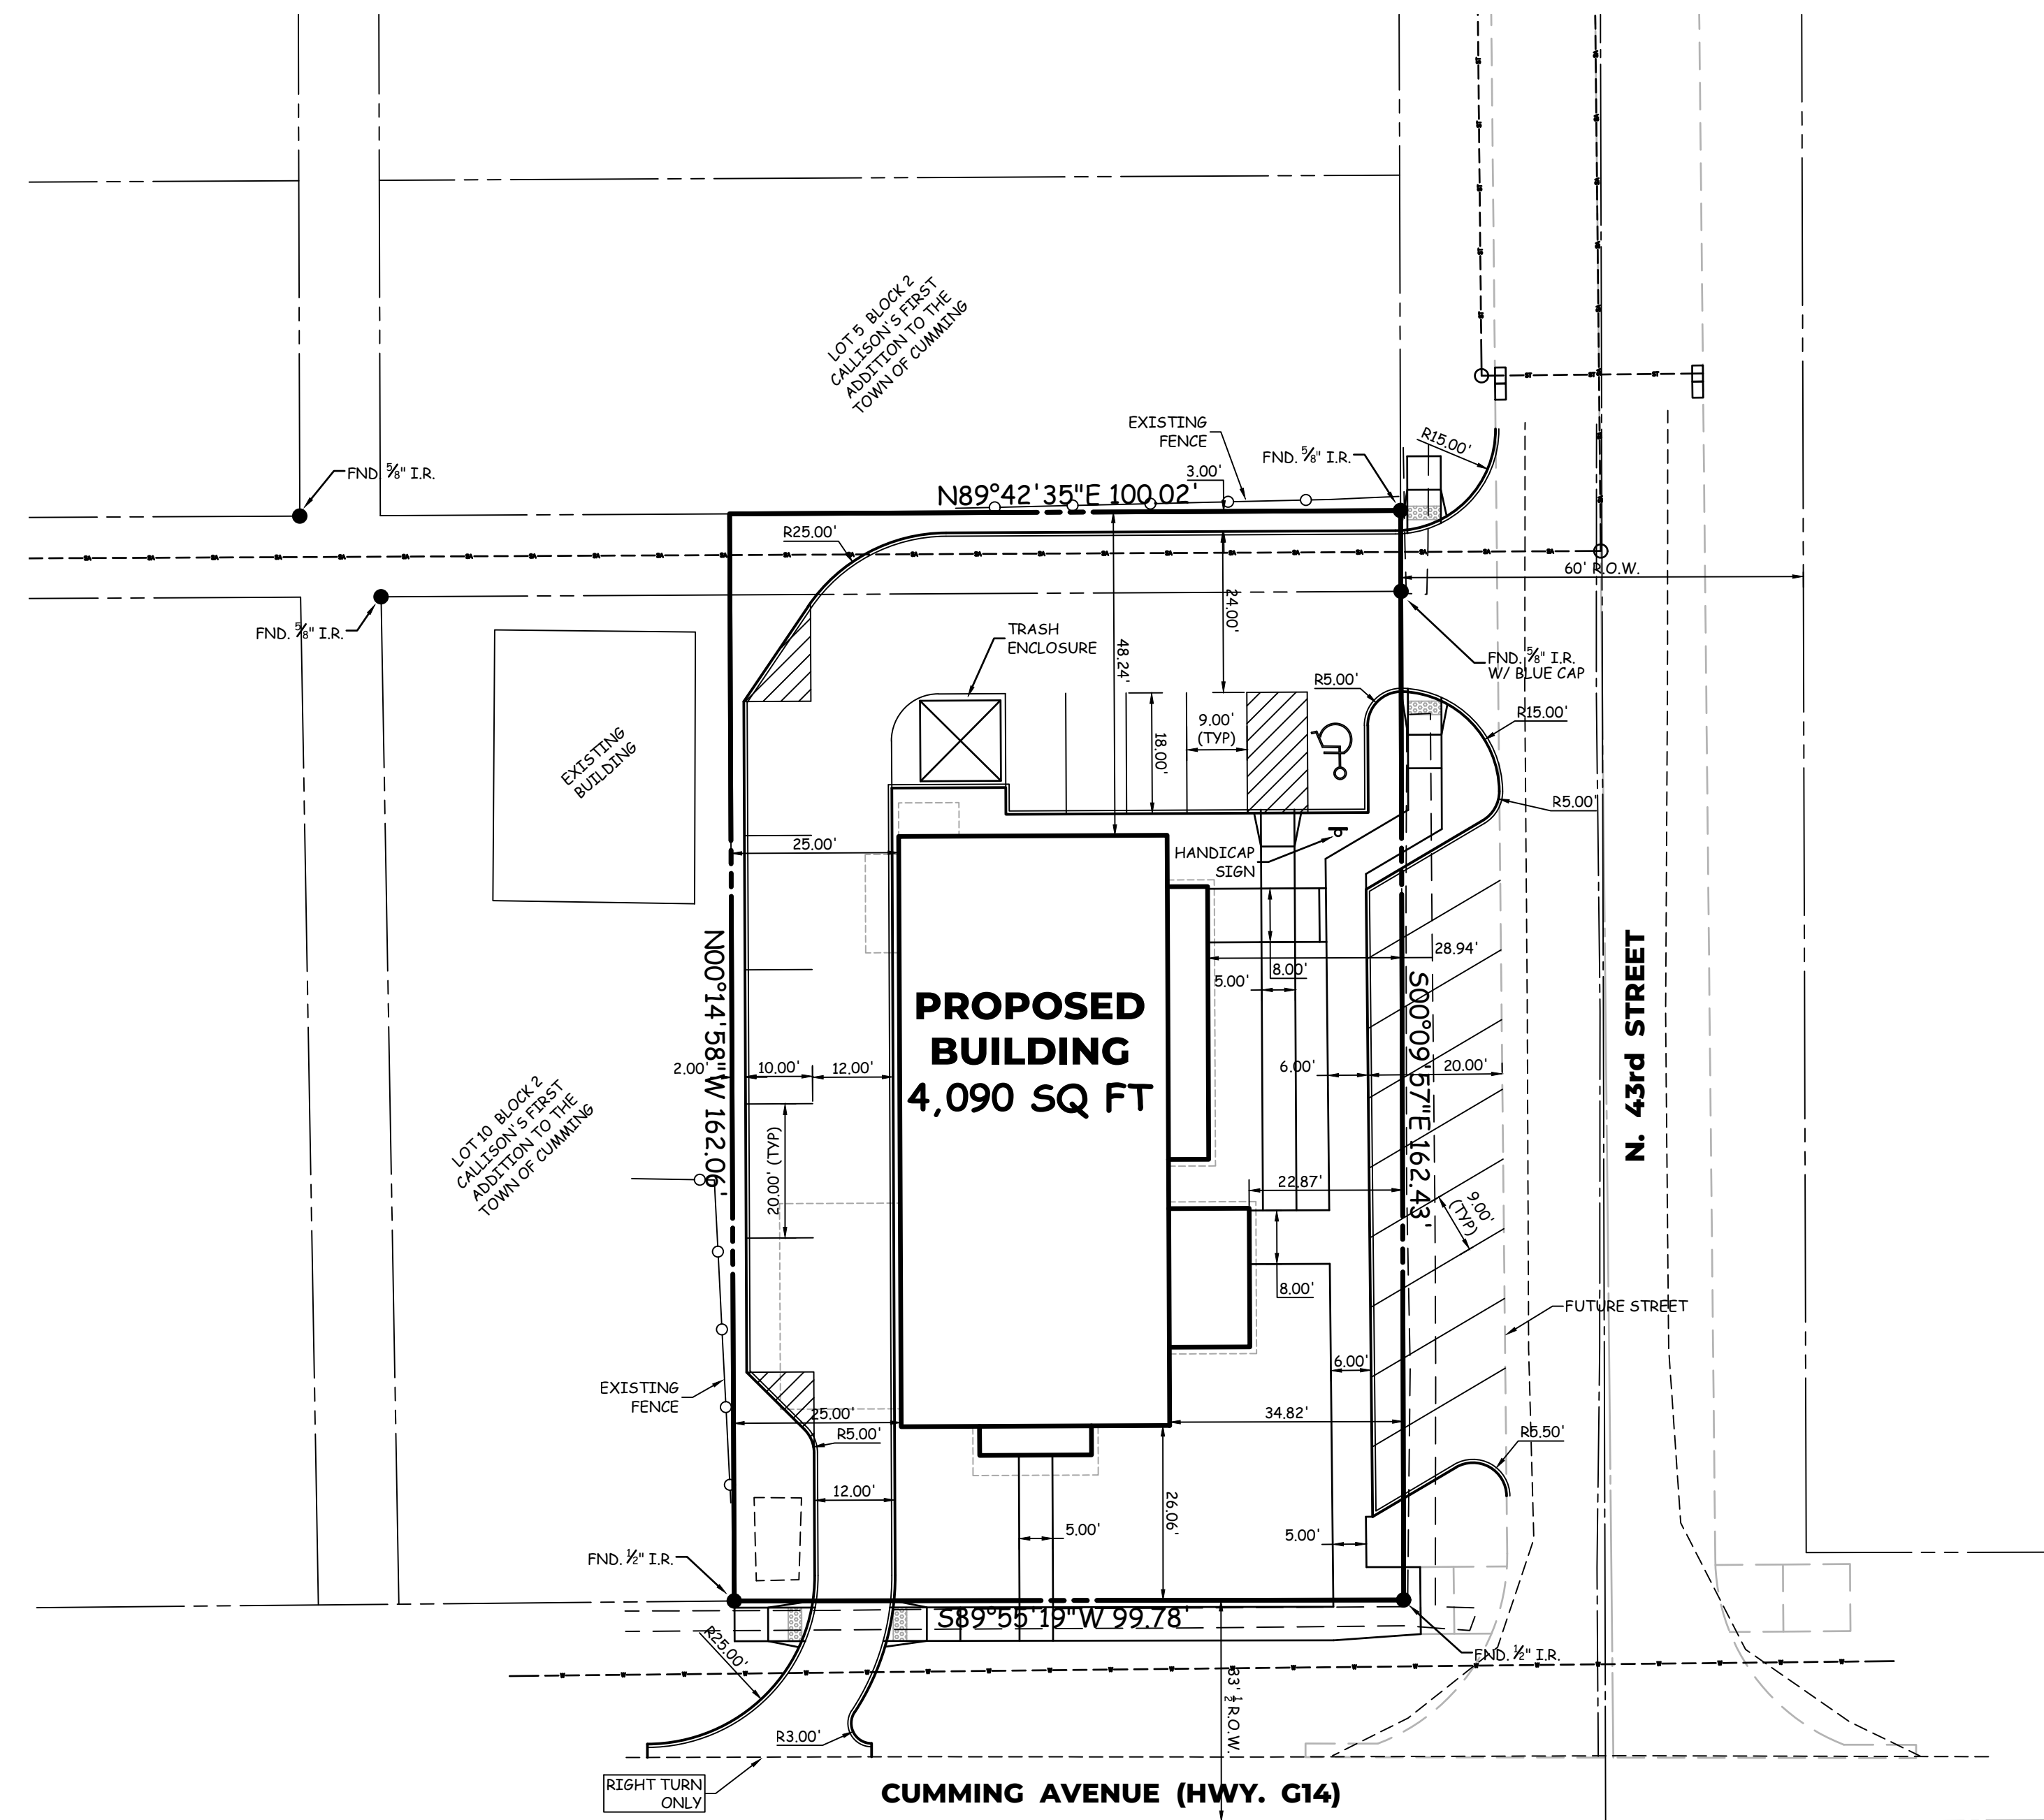 LOT 5 BLOCK 2
CALLISON'S FIRST
ADDITION TO THE
TOWN OF CUMMING
EXISTING
FENCE
3.00'
FND. 5/8" I.R.
R15.00'
FND. 5/8" I.R.
N89°42'35"E 100.02'
R25.00'
60' R.O.W.
24.00'
FND. 5/8" I.R.
TRASH
ENCLOSURE
48.24'
FND. 5/8" I.R.
W/ BLUE CAP
R5.00'
R15.00'
9.00'
(TYP)
18.00'
EXISTING
BUILDING
R5.00'
25.00'
HANDICAP
SIGN
28.94'
8.00'
5.00'
N00°14'58"W 162.06'
S00°09'57"E 162.43'
N. 43rd STREET
PROPOSED
BUILDING
4,090 SQ FT
2.00'
10.00'
12.00'
6.00'
20.00'
LOT 10 BLOCK 2
CALLISON'S FIRST
ADDITION TO THE
TOWN OF CUMMING
20.00' (TYP)
22.87'
9.00'
(TYP)
8.00'
FUTURE STREET
6.00'
EXISTING
FENCE
25.00'
34.82'
R5.00'
R5.50'
12.00'
26.06'
5.00'
5.00'
FND. 1/2" I.R.
S89°55'19"W 99.78'
R25.00'
FND. 1/2" I.R.
33' 1/2 R.O.W.
R3.00'
RIGHT TURN
ONLY
CUMMING AVENUE (HWY. G14)